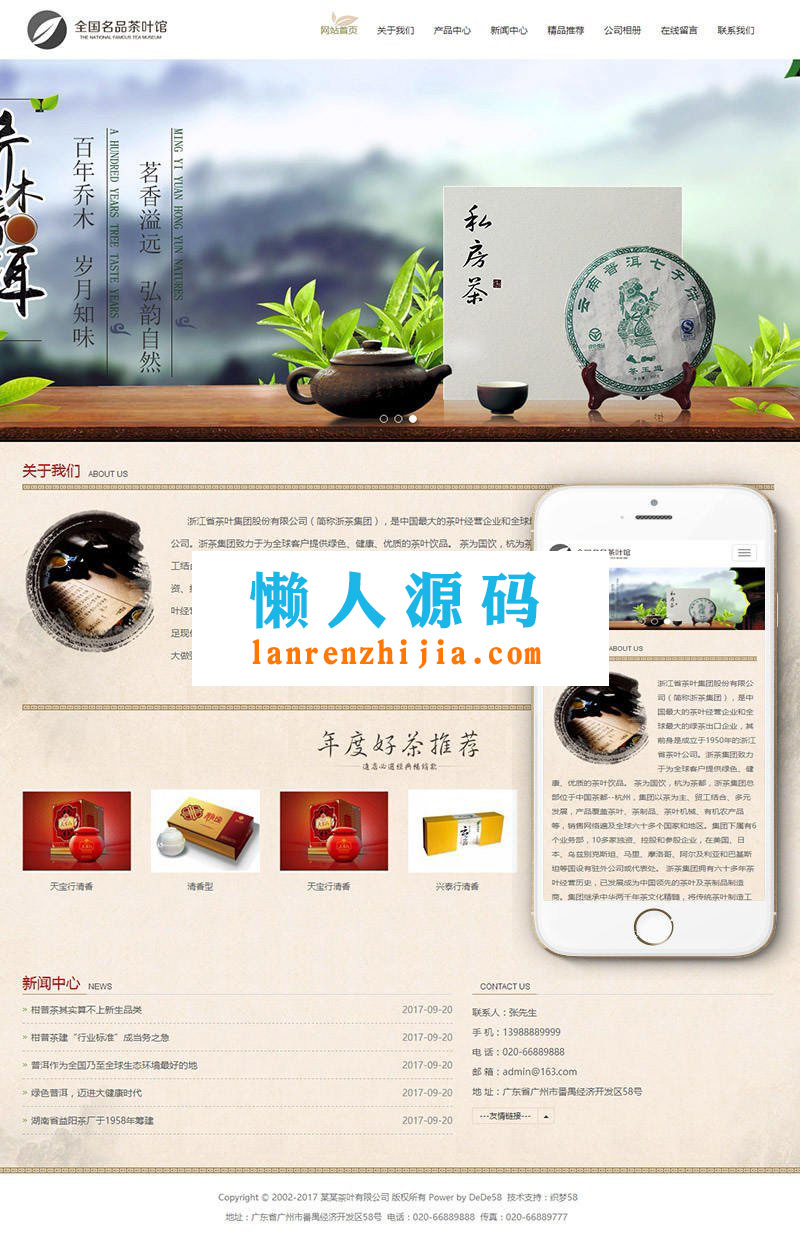 全国名品茶叶馆
THE NATIONAL FAMOUS TEA MUSEUM
网站首页 关于我们 产品中心 新闻中心 精品推荐 公司相册 在线留言 联系我们
乔木
普洱
百年乔木 岁月知味
A HUNDRED YEARS TREE TASTE YEARS
茗香溢远 弘韵自然
MING YI YUAN HONG YUN NATURES
私房茶
云南普洱七子饼
茶王道
关于我们 ABOUT US
浙江省茶叶集团股份有限公司（简称浙茶集团），是中国最大的茶叶经营企业和全球
公司。浙茶集团致力于为全球客户提供绿色、健康、优质的茶叶饮品。 茶为国饮，杭为茶
工结
资、
叶经营
足现
大做
懒人源码
lanrenzhijia.com
全国名品茶叶馆
私房茶
ABOUT US
浙江省茶叶集团股份有限公
司（简称浙茶集团），是中
国最大的茶叶经营企业和全
球最大的绿茶出口企业，其
前身是成立于1950年的浙江
省茶叶公司。浙茶集团致力
于为全球客户提供绿色、健
康、优质的茶叶饮品。 茶为国饮，杭为茶都，浙茶集团总
部位于中国茶都--杭州，集团以茶为主、贸工结合、多元
发展，产品覆盖茶叶、茶制品、茶叶机械、有机农产品
等，销售网络遍及全球六十多个国家和地区。集团下属有6
个业务部，10多家独资、控股和参股企业，在美国、日
本、乌兹别克斯坦、马里、摩洛哥、阿尔及利亚和巴基斯
坦等国设有驻外公司或代表处。 浙茶集团拥有六十多年茶
叶经营历史，已发展成为中国领先的茶叶及茶制品制造
商。集团继承中华两千年茶文化精髓，将传统茶叶制造工
年度好茶推荐
逢店必选经典畅销款
天宝行清香 清香型 天宝行清香 兴泰行清香
新闻中心 NEWS
» 柑普茶其实算不上新生品类 2017-09-20
» 柑普茶建“行业标准”成当务之急 2017-09-20
» 普洱作为全国乃至全球生态环境最好的地 2017-09-20
» 绿色普洱，迈进大健康时代 2017-09-20
» 湖南省益阳茶厂于1958年筹建 2017-09-20
CONTACT US
联系人：张先生
手 机：13988889999
电 话：020-66889888
邮 箱：admin@163.com
地 址：广东省广州市番禺经济开发区58号
---友情链接---
Copyright © 2002-2017 某某茶叶有限公司 版权所有 Power by DeDe58 技术支持：织梦58
地址：广东省广州市番禺经济开发区58号 电话：020-66889888 传真：020-66889777